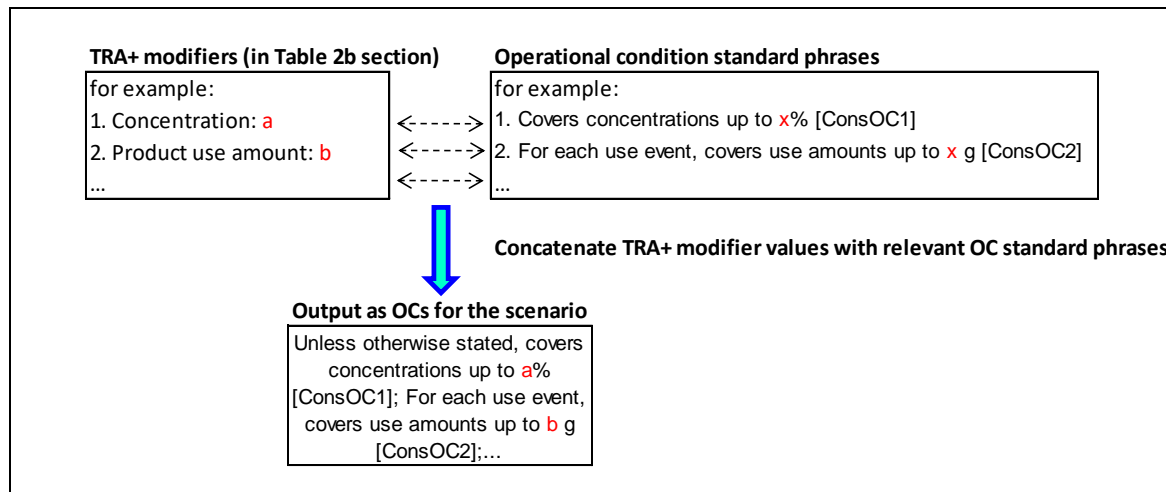 TRA+ modifiers (in Table 2b section)
for example:
1. Concentration: a
2. Product use amount: b
...
Operational condition standard phrases
for example:
1. Covers concentrations up to x% [ConsOC1]
2. For each use event, covers use amounts up to x g [ConsOC2]
...
Concatenate TRA+ modifier values with relevant OC standard phrases
Output as OCs for the scenario
Unless otherwise stated, covers
concentrations up to a%
[ConsOC1]; For each use event,
covers use amounts up to b g
[ConsOC2];...